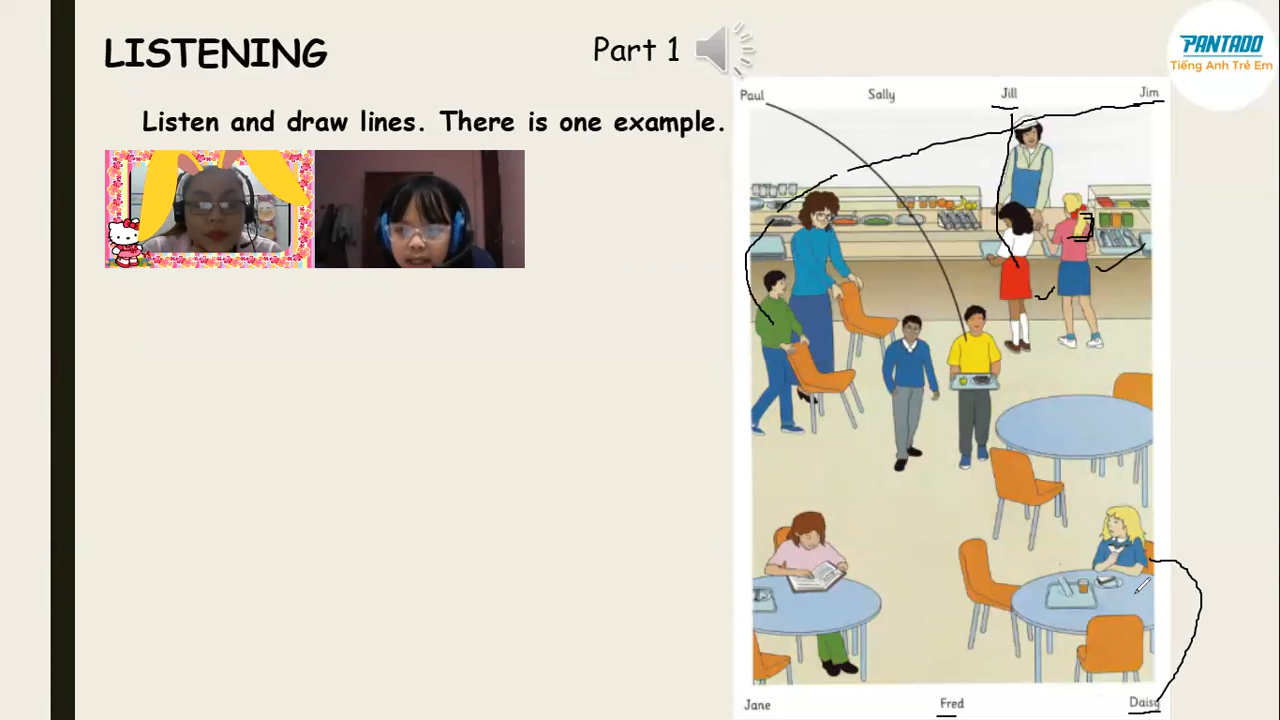 LISTENING
Part 1
PANTADO
Tiếng Anh Trẻ Em
Listen and draw lines. There is one example.
Paul Sally Jill Jim
Jane Fred Daisy